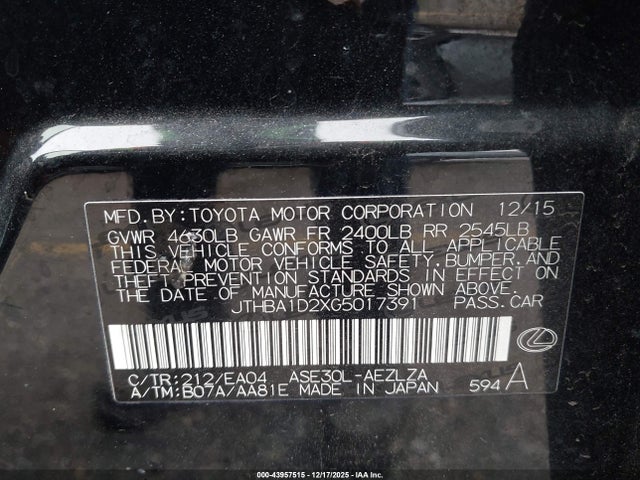 MFD. BY: TOYOTA MOTOR CORPORATION 12/15
GVWR 4630LB GAWR FR 2400LB RR 2545LB
THIS VEHICLE CONFORMS TO ALL APPLICABLE
FEDERAL MOTOR VEHICLE SAFETY, BUMPER, AND
THEFT PREVENTION STANDARDS IN EFFECT ON
THE DATE OF MANUFACTURE SHOWN ABOVE.
JTHBA1D2XG5017391 PASS. CAR
C/TR: 212/EA04 ASE30L-AEZLZA
A/TM: B07A/AA81E MADE IN JAPAN 594 A
000-43957515 - 12/17/2025 - IAA Inc.